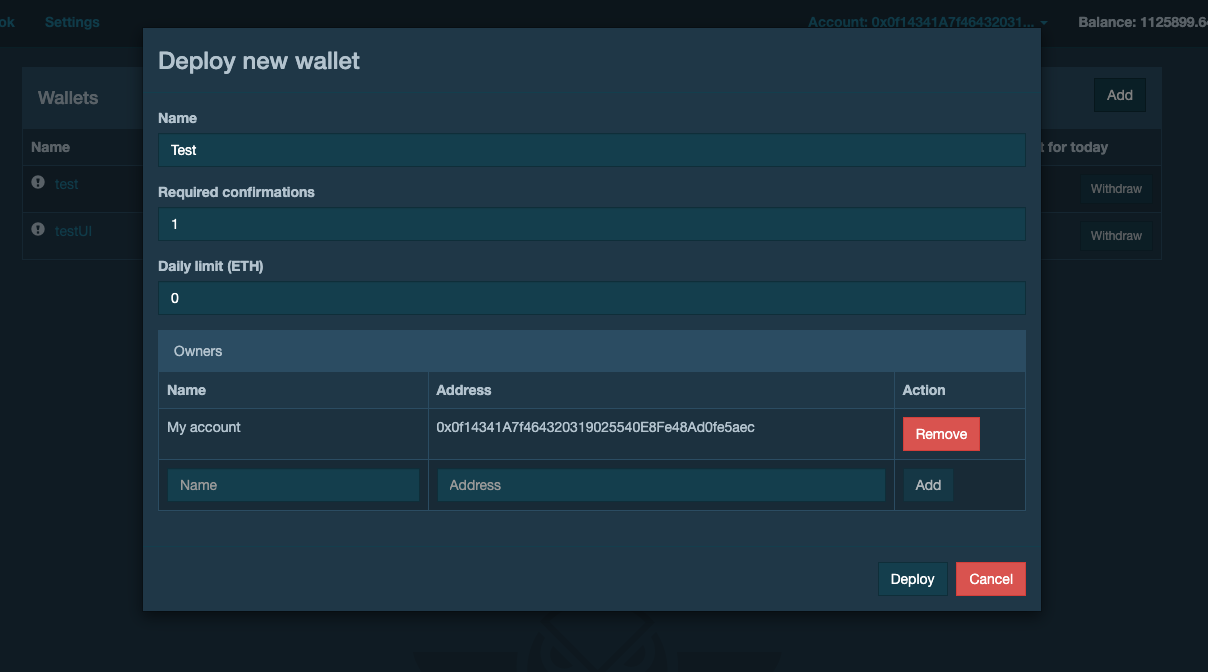 ok Settings Account: 0x0f14341A7f46432031... Balance: 1125899.64
Deploy new wallet
Wallets
Add
Name
t for today
test
Withdraw
testUI
Withdraw
Name
Test
Required confirmations
1
Daily limit (ETH)
0
Owners
Name Address Action
My account 0x0f14341A7f464320319025540E8Fe48Ad0fe5aec Remove
Name Address Add
Deploy Cancel